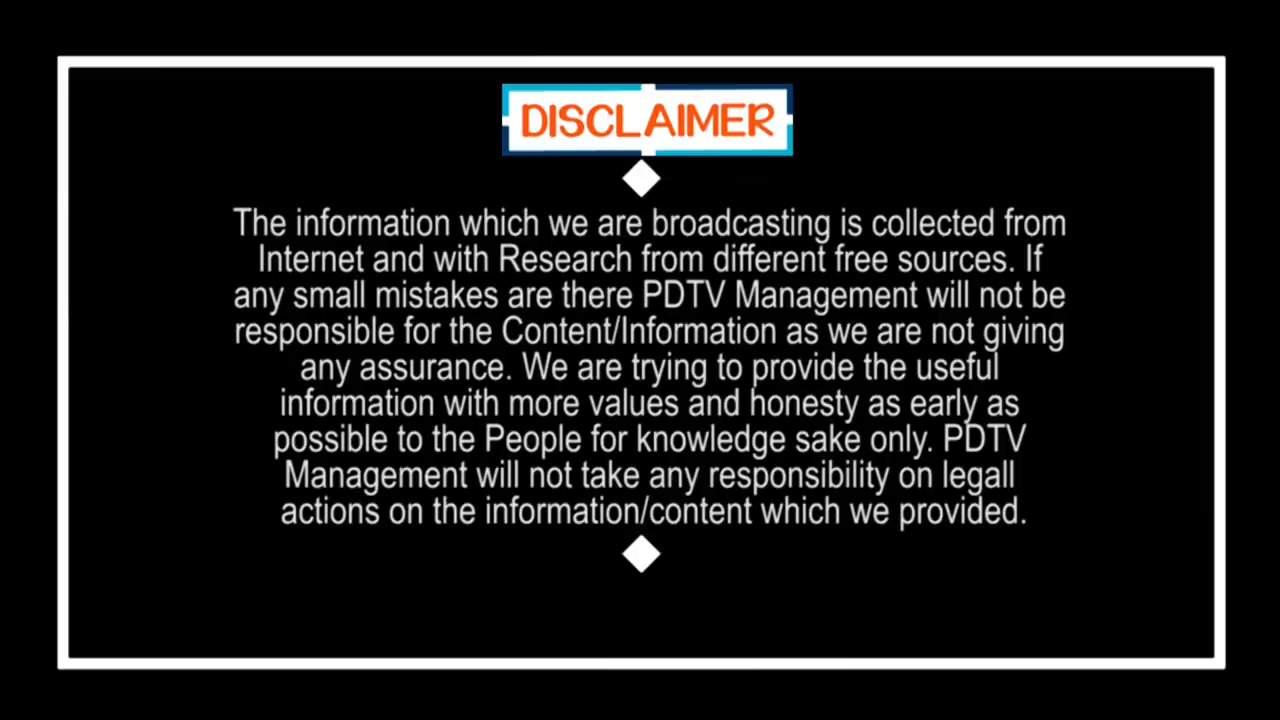 DISCLAIMER
The information which we are broadcasting is collected from
Internet and with Research from different free sources. If
any small mistakes are there PDTV Management will not be
responsible for the Content/Information as we are not giving
any assurance. We are trying to provide the useful
information with more values and honesty as early as
possible to the People for knowledge sake only. PDTV
Management will not take any responsibility on legall
actions on the information/content which we provided.